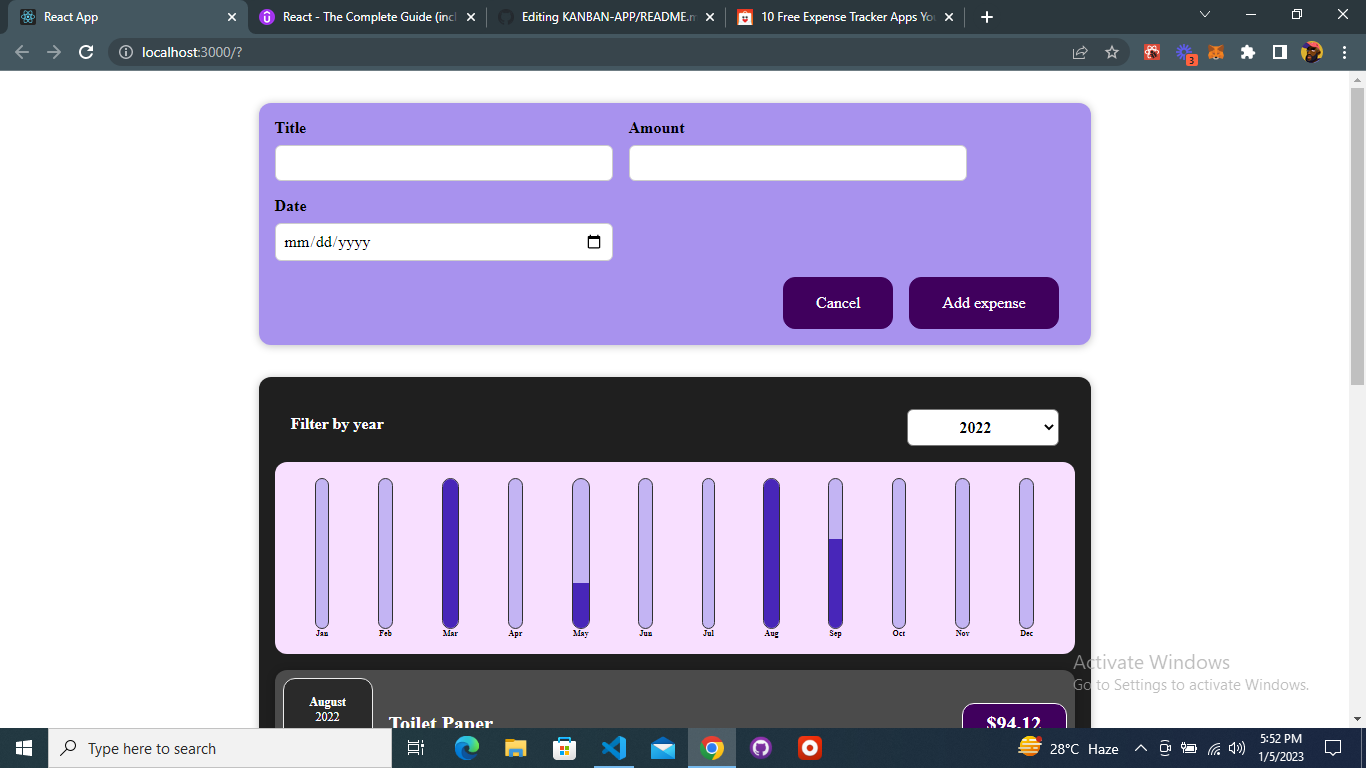 React App
React - The Complete Guide (incl
Editing KANBAN-APP/README.m
10 Free Expense Tracker Apps You
localhost:3000/?
3
Title
Amount
Date
mm/dd/yyyy
Cancel
Add expense
Filter by year
2022
Jan
Feb
Mar
Apr
May
Jun
Jul
Aug
Sep
Oct
Nov
Dec
Activate Windows
Go to Settings to activate Windows.
August
2022
Toilet Paper
$94.12
Type here to search
28°C Haze
5:52 PM
1/5/2023